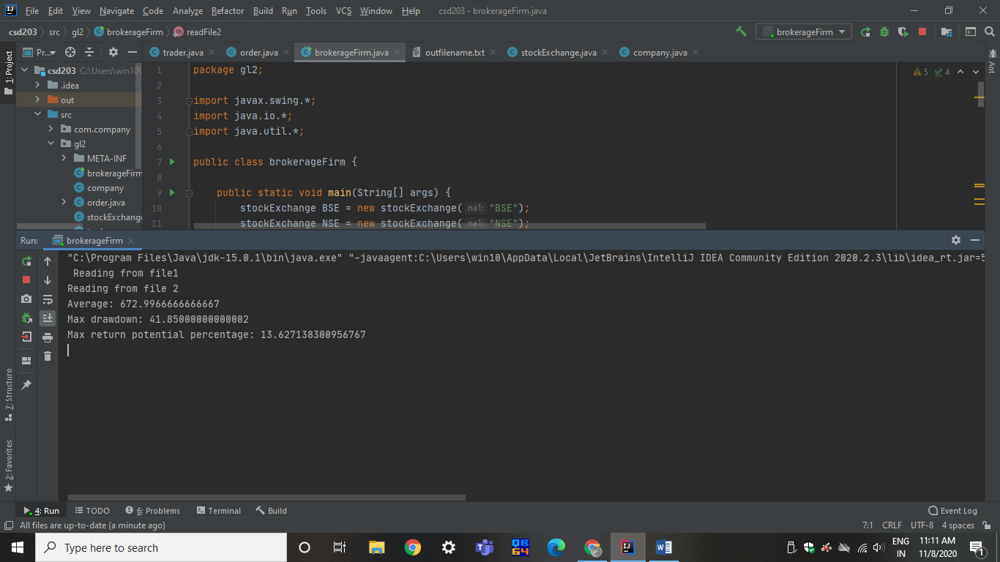 File Edit View Navigate Code Analyze Refactor Build Run Tools VCS Window Help csd203 - brokerageFirm.java
csd203 src gl2 brokerageFirm readFile2 brokerageFirm
1: Project
Pr... trader.java order.java brokerageFirm.java outfilename.txt stockExchange.java company.java
Ant
csd203 C:\Users\win10\
.idea
out
src
com.company
gl2
META-INF
brokerageFirm
company
order.java
stockExchange
5 4
1 package gl2;
2
3 import javax.swing.*;
4 import java.io.*;
5 import java.util.*;
6
7 public class brokerageFirm {
8
9 public static void main(String[] args) {
10 stockExchange BSE = new stockExchange( na1: "BSE");
11 stockExchange NSE = new stockExchange( na1: "NSE");
Run: brokerageFirm
"C:\Program Files\Java\jdk-15.0.1\bin\java.exe" "-javaagent:C:\Users\win10\AppData\Local\JetBrains\IntelliJ IDEA Community Edition 2020.2.3\lib\idea_rt.jar=5
Reading from file1
Reading from file 2
Average: 672.9966666666667
Max drawdown: 41.85000000000002
Max return potential percentage: 13.627138300956767
7: Structure
2: Favorites
4: Run TODO 6: Problems Terminal Build Event Log
All files are up-to-date (a minute ago) 7:1 CRLF UTF-8 4 spaces
Type here to search
QB
64
ENG
IN
11:11 AM
11/8/2020
1